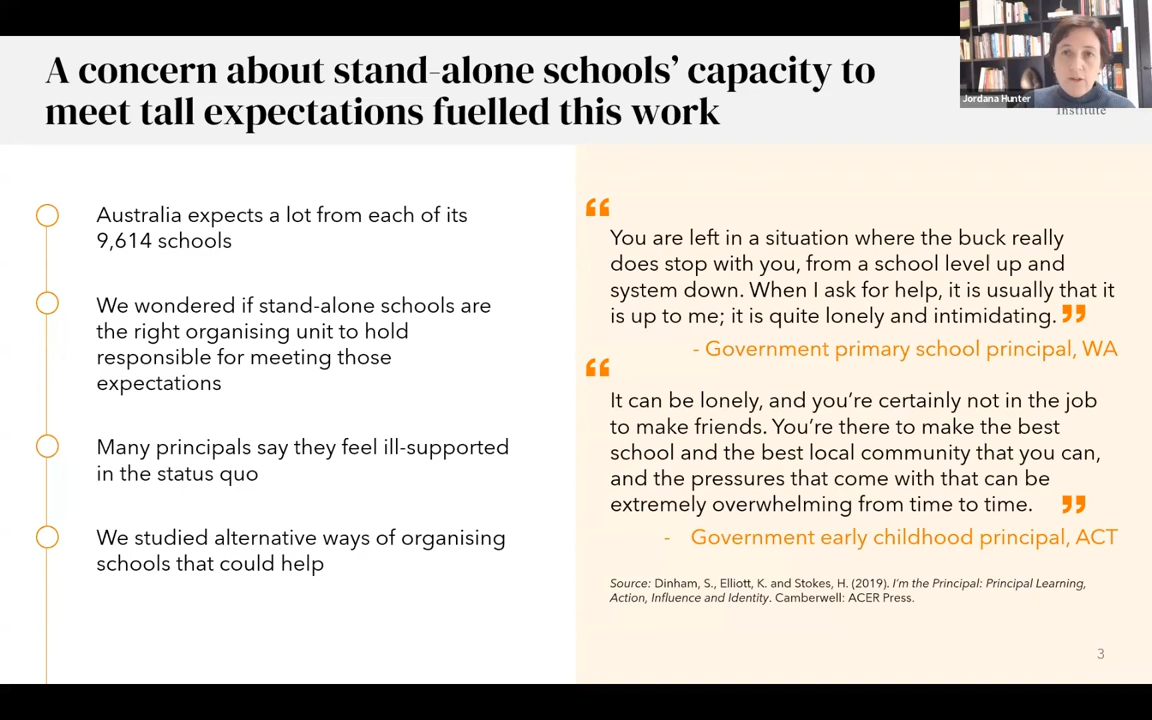 A concern about stand-alone schools’ capacity to
meet tall expectations fuelled this work
Jordana Hunter
Institute
Australia expects a lot from each of its
9,614 schools
We wondered if stand-alone schools are
the right organising unit to hold
responsible for meeting those
expectations
Many principals say they feel ill-supported
in the status quo
We studied alternative ways of organising
schools that could help
“
You are left in a situation where the buck really
does stop with you, from a school level up and
system down. When I ask for help, it is usually that it
is up to me; it is quite lonely and intimidating. ”
- Government primary school principal, WA
“
It can be lonely, and you’re certainly not in the job
to make friends. You’re there to make the best
school and the best local community that you can,
and the pressures that come with that can be
extremely overwhelming from time to time. ”
- Government early childhood principal, ACT
Source: Dinham, S., Elliott, K. and Stokes, H. (2019). I’m the Principal: Principal Learning,
Action, Influence and Identity. Camberwell: ACER Press.
3